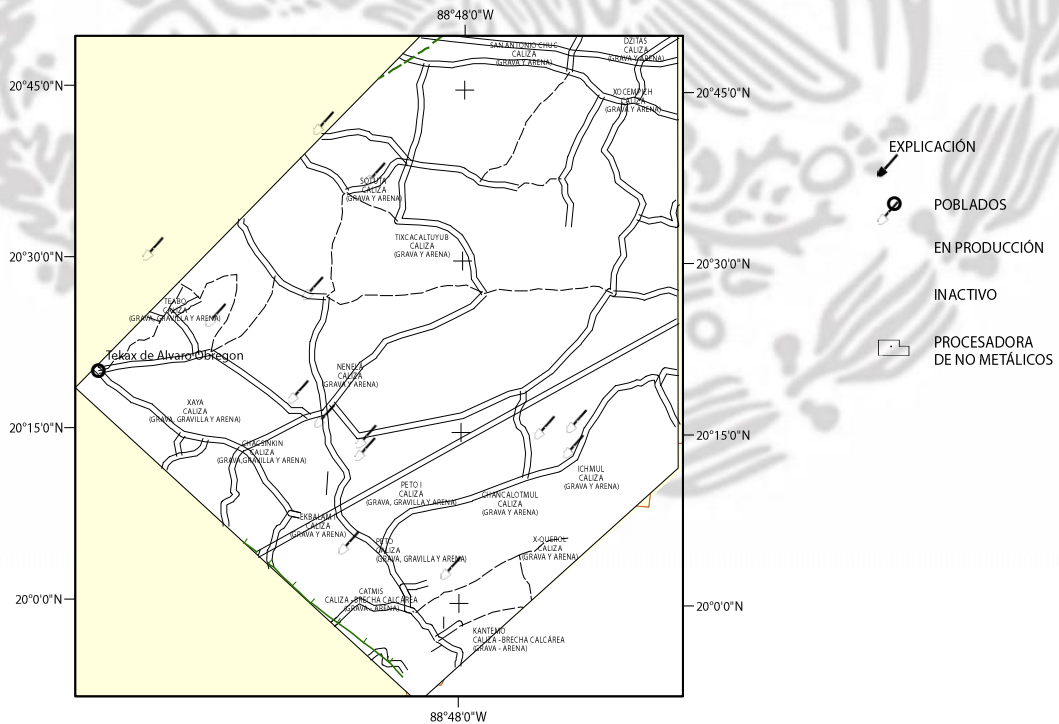 88°48'0"W
SAN ANTONIO CHUC
CALIZA
(GRAVA Y ARENA)
DZITAS
CALIZA
(GRAVA Y ARENA)
20°45'0"N
20°45'0"N
XOCEMPICH
CALIZA
(GRAVA Y ARENA)
EXPLICACIÓN
SOTUTA
CALIZA
(GRAVA Y ARENA)
POBLADOS
TIXCACALTUYUB
CALIZA
(GRAVA Y ARENA)
EN PRODUCCIÓN
20°30'0"N
20°30'0"N
INACTIVO
TEABO
CALIZA
(GRAVA, GRAVILLA Y ARENA)
PROCESADORA
DE NO METÁLICOS
Tekax de Alvaro Obregon
NENELA
CALIZA
(GRAVA Y ARENA)
XAYA
CALIZA
(GRAVA, GRAVILLA Y ARENA)
20°15'0"N
20°15'0"N
CHACSINKIN
CALIZA
(GRAVA,GRAVILLA Y ARENA)
ICHMUL
CALIZA
(GRAVA Y ARENA)
PETO I
CALIZA
(GRAVA, GRAVILLA Y ARENA)
CHANCALOTMUL
CALIZA
(GRAVA Y ARENA)
EKBALAM I
CALIZA
(GRAVA Y ARENA)
PETO
CALIZA
(GRAVA, GRAVILLA Y ARENA)
X-QUEROL
CALIZA
(GRAVA Y ARENA)
CATMIS
CALIZA - BRECHA CALCÁREA
(GRAVA - ARENA)
20°0'0"N
20°0'0"N
KANTEMO
CALIZA - BRECHA CALCÁREA
(GRAVA - ARENA)
88°48'0"W